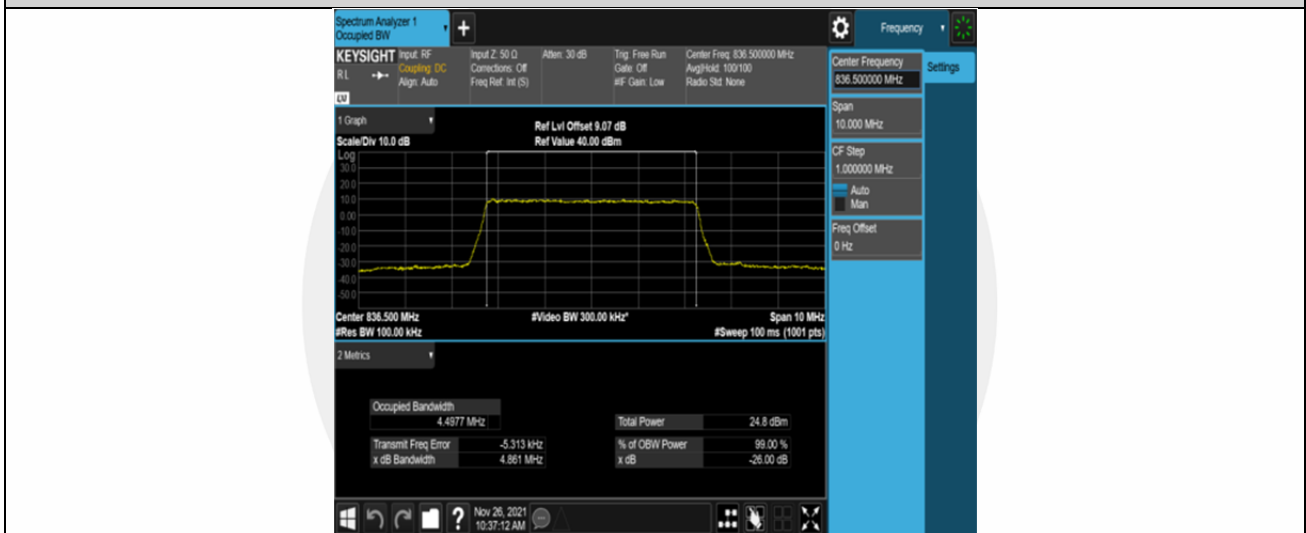 Spectrum Analyzer 1
Occupied BW
+
Frequency
KEYSIGHT
Input: RF
Coupling: DC
Align: Auto
RL
LXI
Input Z: 50 Ω
Corrections: Off
Freq Ref: Int (S)
Atten: 30 dB
Trig: Free Run
Gate: Off
#IF Gain: Low
Center Freq: 836.500000 MHz
Avg|Hold: 100/100
Radio Std: None
Center Frequency
836.500000 MHz
Settings
Span
10.000 MHz
CF Step
1.000000 MHz
Auto
Man
Freq Offset
0 Hz
1 Graph
Scale/Div 10.0 dB
Ref Lvl Offset 9.07 dB
Ref Value 40.00 dBm
Log
30.0
20.0
10.0
0.00
-10.0
-20.0
-30.0
-40.0
-50.0
Center 836.500 MHz
#Res BW 100.00 kHz
#Video BW 300.00 kHz*
Span 10 MHz
#Sweep 100 ms (1001 pts)
2 Metrics
Occupied Bandwidth
4.4977 MHz
Total Power 24.8 dBm
Transmit Freq Error -5.313 kHz
% of OBW Power 99.00 %
x dB Bandwidth 4.861 MHz
x dB -26.00 dB
?
Nov 26, 2021
10:37:12 AM